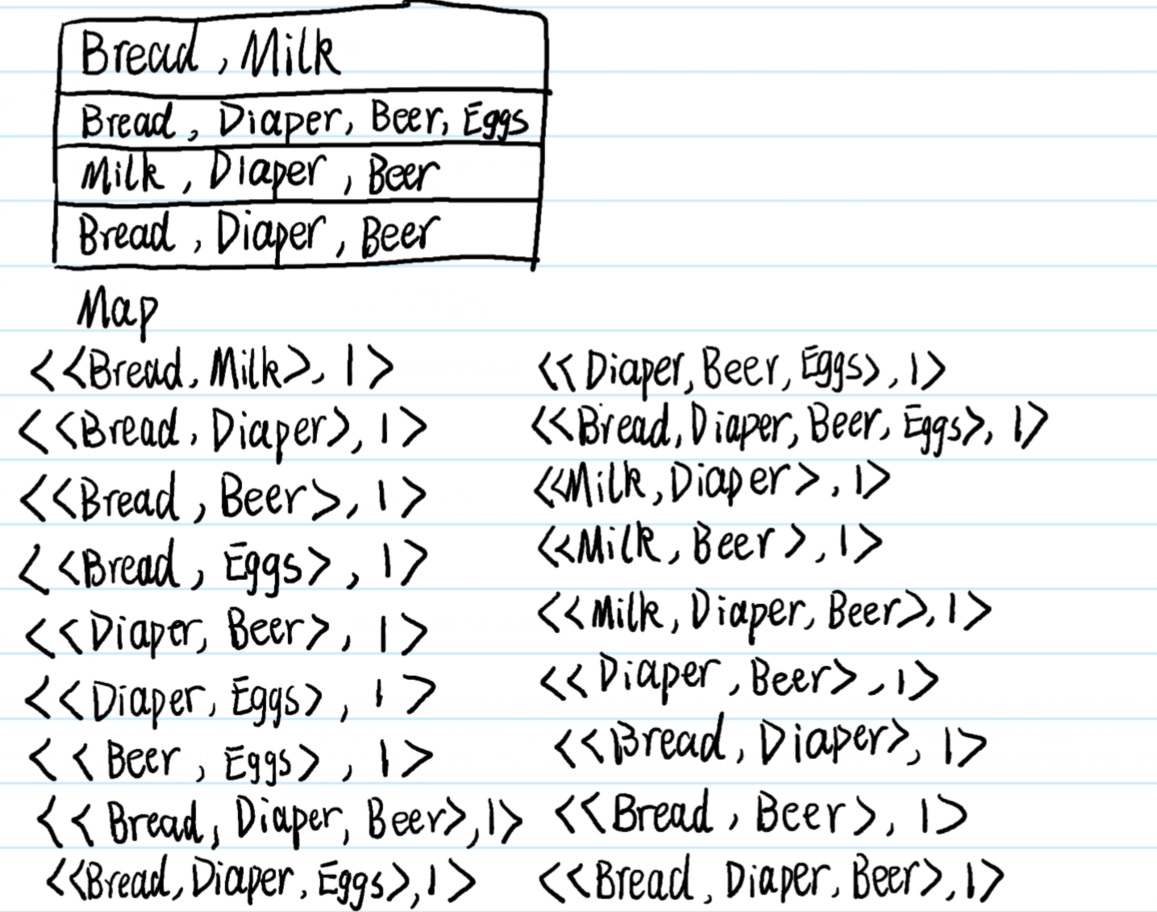 Bread, Milk
Bread, Diaper, Beer, Eggs
Milk, Diaper, Beer
Bread, Diaper, Beer
Map
<<Bread, Milk>, 1>
<<Bread, Diaper>, 1>
<<Bread, Beer>, 1>
<<Bread, Eggs>, 1>
<<Diaper, Beer>, 1>
<<Diaper, Eggs>, 1>
<<Beer, Eggs>, 1>
<<Bread, Diaper, Beer>, 1>
<<Bread, Diaper, Eggs>, 1>
<<Diaper, Beer, Eggs>, 1>
<<Bread, Diaper, Beer, Eggs>, 1>
<<Milk, Diaper>, 1>
<<Milk, Beer>, 1>
<<Milk, Diaper, Beer>, 1>
<<Diaper, Beer>, 1>
<<Bread, Diaper>, 1>
<<Bread, Beer>, 1>
<<Bread, Diaper, Beer>, 1>